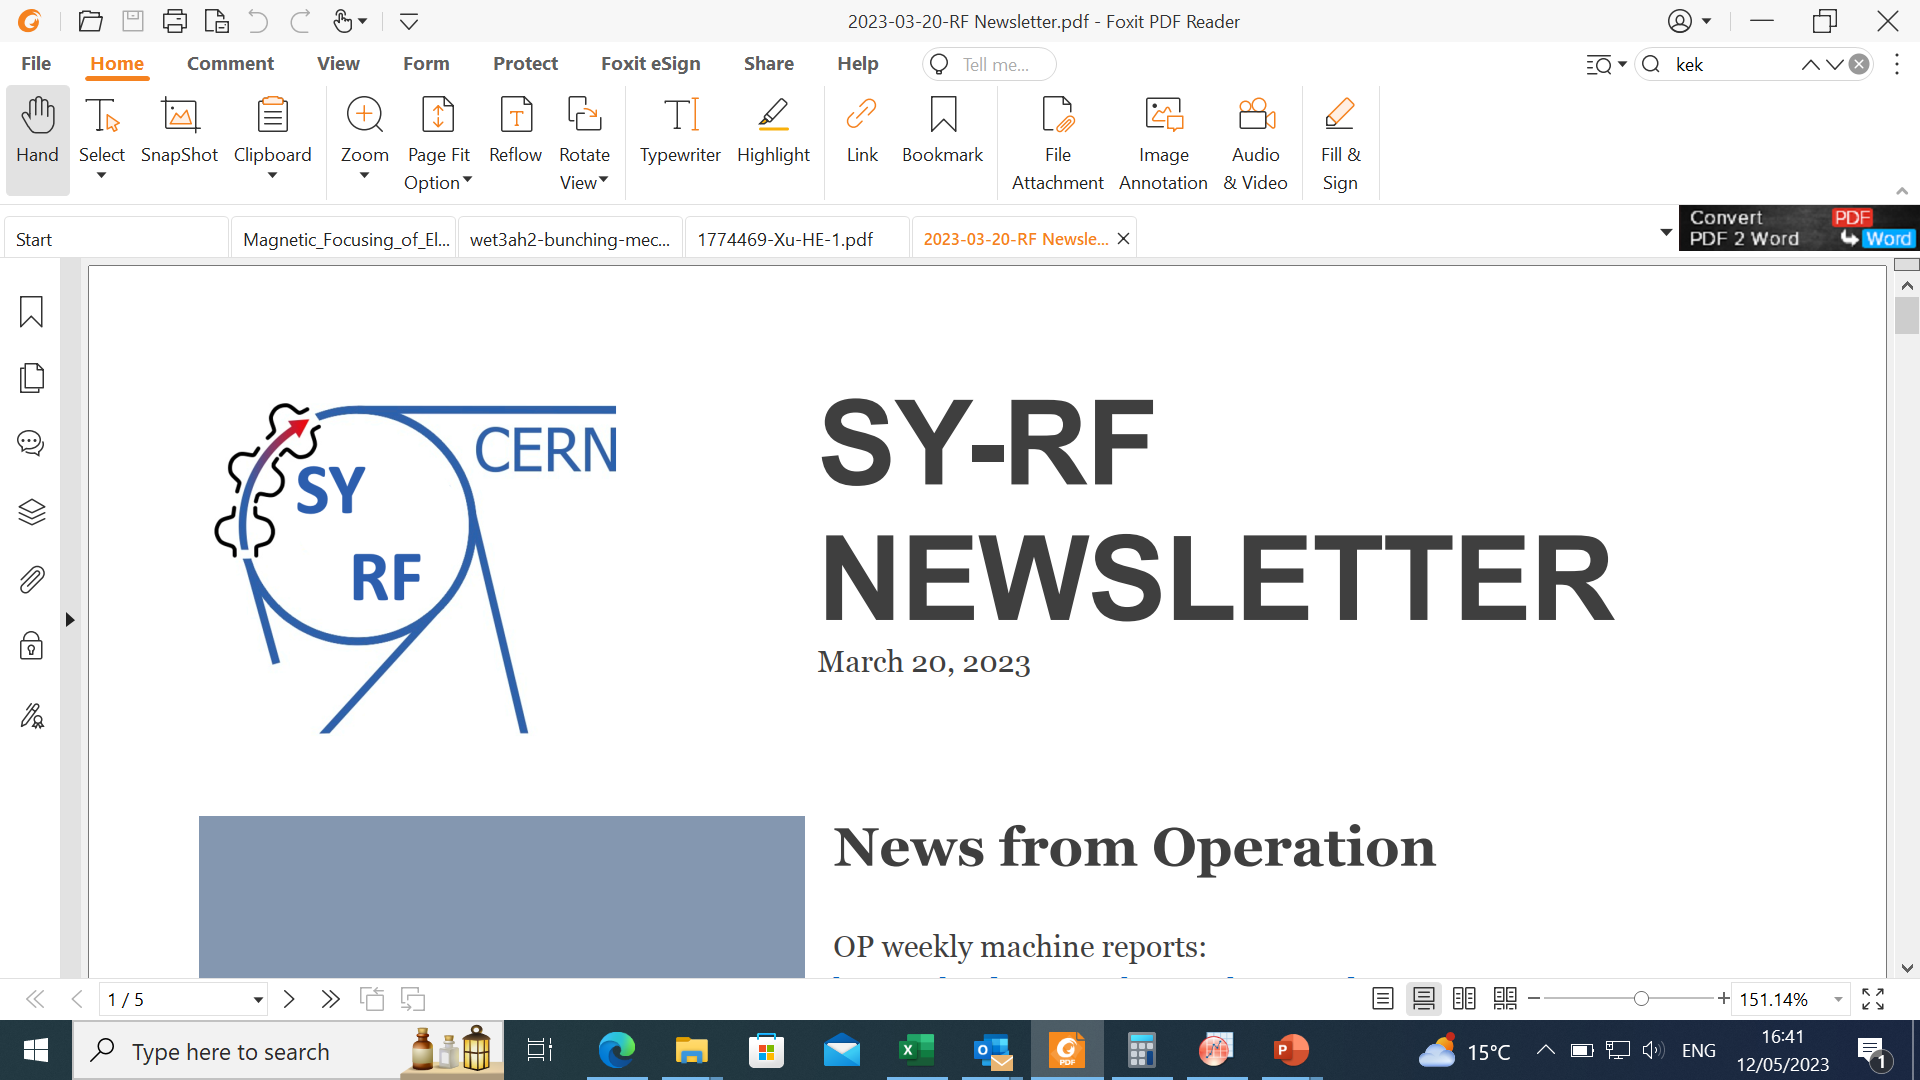 2023-03-20-RF Newsletter.pdf - Foxit PDF Reader
File Home Comment View Form Protect Foxit eSign Share Help Tell me... kek
Hand Select SnapShot Clipboard Zoom Page Fit Option Reflow Rotate View Typewriter Highlight Link Bookmark File Attachment Image Annotation Audio & Video Fill & Sign
Start Magnetic_Focusing_of_El... wet3ah2-bunching-mec... 1774469-Xu-HE-1.pdf 2023-03-20-RF Newsle...
Convert PDF
PDF 2 Word Word
CERN
SY
RF
SY-RF
NEWSLETTER
March 20, 2023
News from Operation
OP weekly machine reports:
1 / 5 151.14%
Type here to search
15°C ENG 16:41
12/05/2023
1